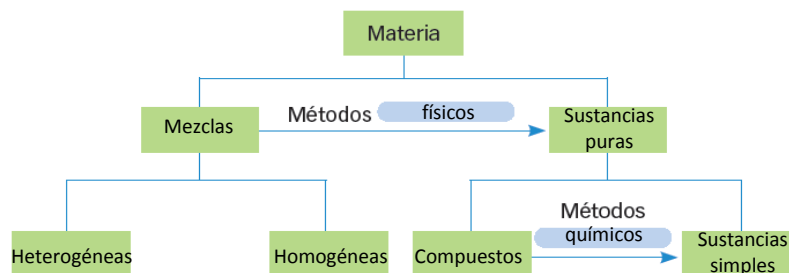 Materia
Mezclas
Métodos físicos
Sustancias
puras
Heterogéneas
Homogéneas
Compuestos
Métodos
químicos
Sustancias
simples